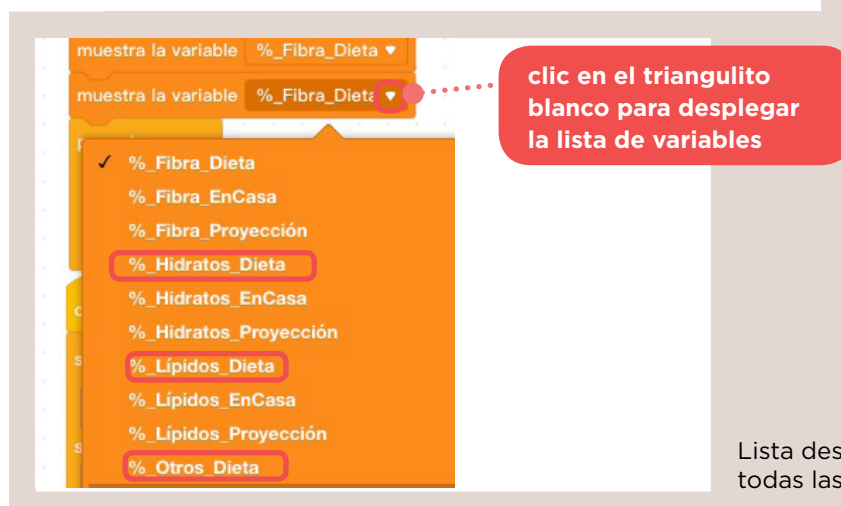 muestra la variable %_Fibra_Dieta
muestra la variable %_Fibra_Dieta
clic en el triangulito
blanco para desplegar
la lista de variables
✓ %_Fibra_Dieta
%_Fibra_EnCasa
%_Fibra_Proyección
%_Hidratos_Dieta
%_Hidratos_EnCasa
%_Hidratos_Proyección
%_Lípidos_Dieta
%_Lípidos_EnCasa
%_Lípidos_Proyección
%_Otros_Dieta
Lista des
todas las